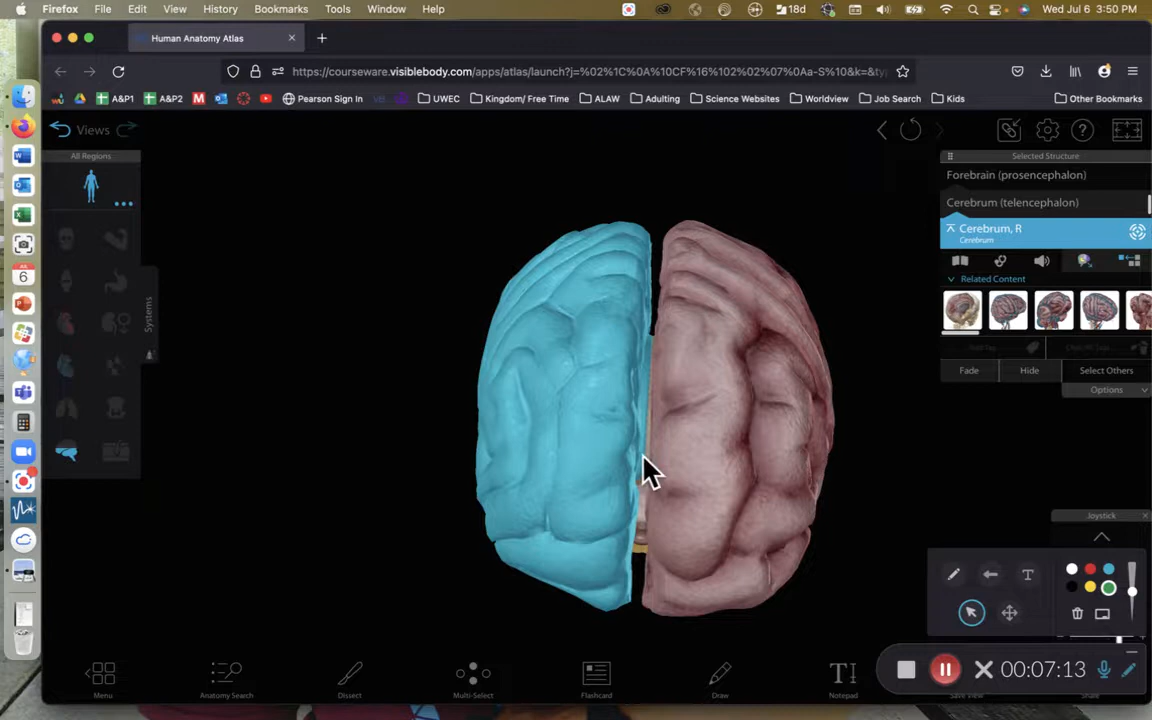 Firefox File Edit View History Bookmarks Tools Window Help 18d Wed Jul 6 3:50 PM
Human Anatomy Atlas
https://courseware.visiblebody.com/apps/atlas/launch?j=%02%1C%0A%10CF%16%102%02%07%0Aa-S%10&k=&ty
A&P1 A&P2 Pearson Sign In UWEC Kingdom/ Free Time ALAW Adulting Science Websites Worldview Job Search Kids Other Bookmarks
Views
All Regions
Selected Structure
Forebrain (prosencephalon)
Cerebrum (telencephalon)
Cerebrum, R
Cerebrum
Related Content
Systems
Fade Hide Select Others
Options
Joystick
T
00:07:13
Menu Anatomy Search Dissect Multi-Select Flashcard Draw Notepad